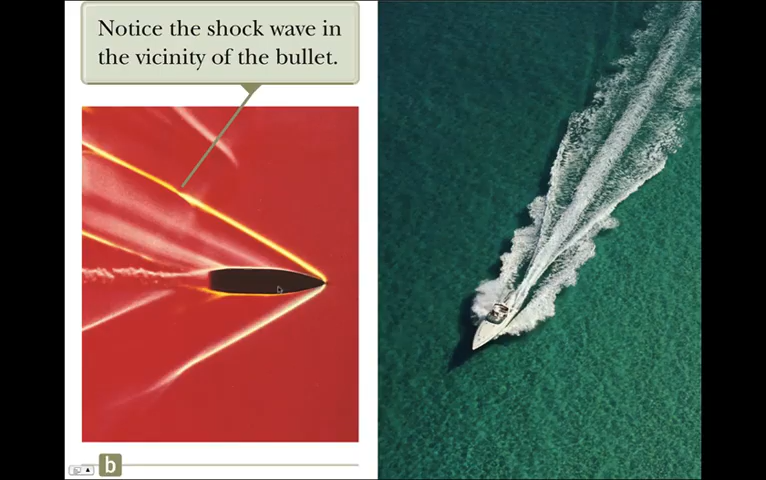 Notice the shock wave in
the vicinity of the bullet.
b